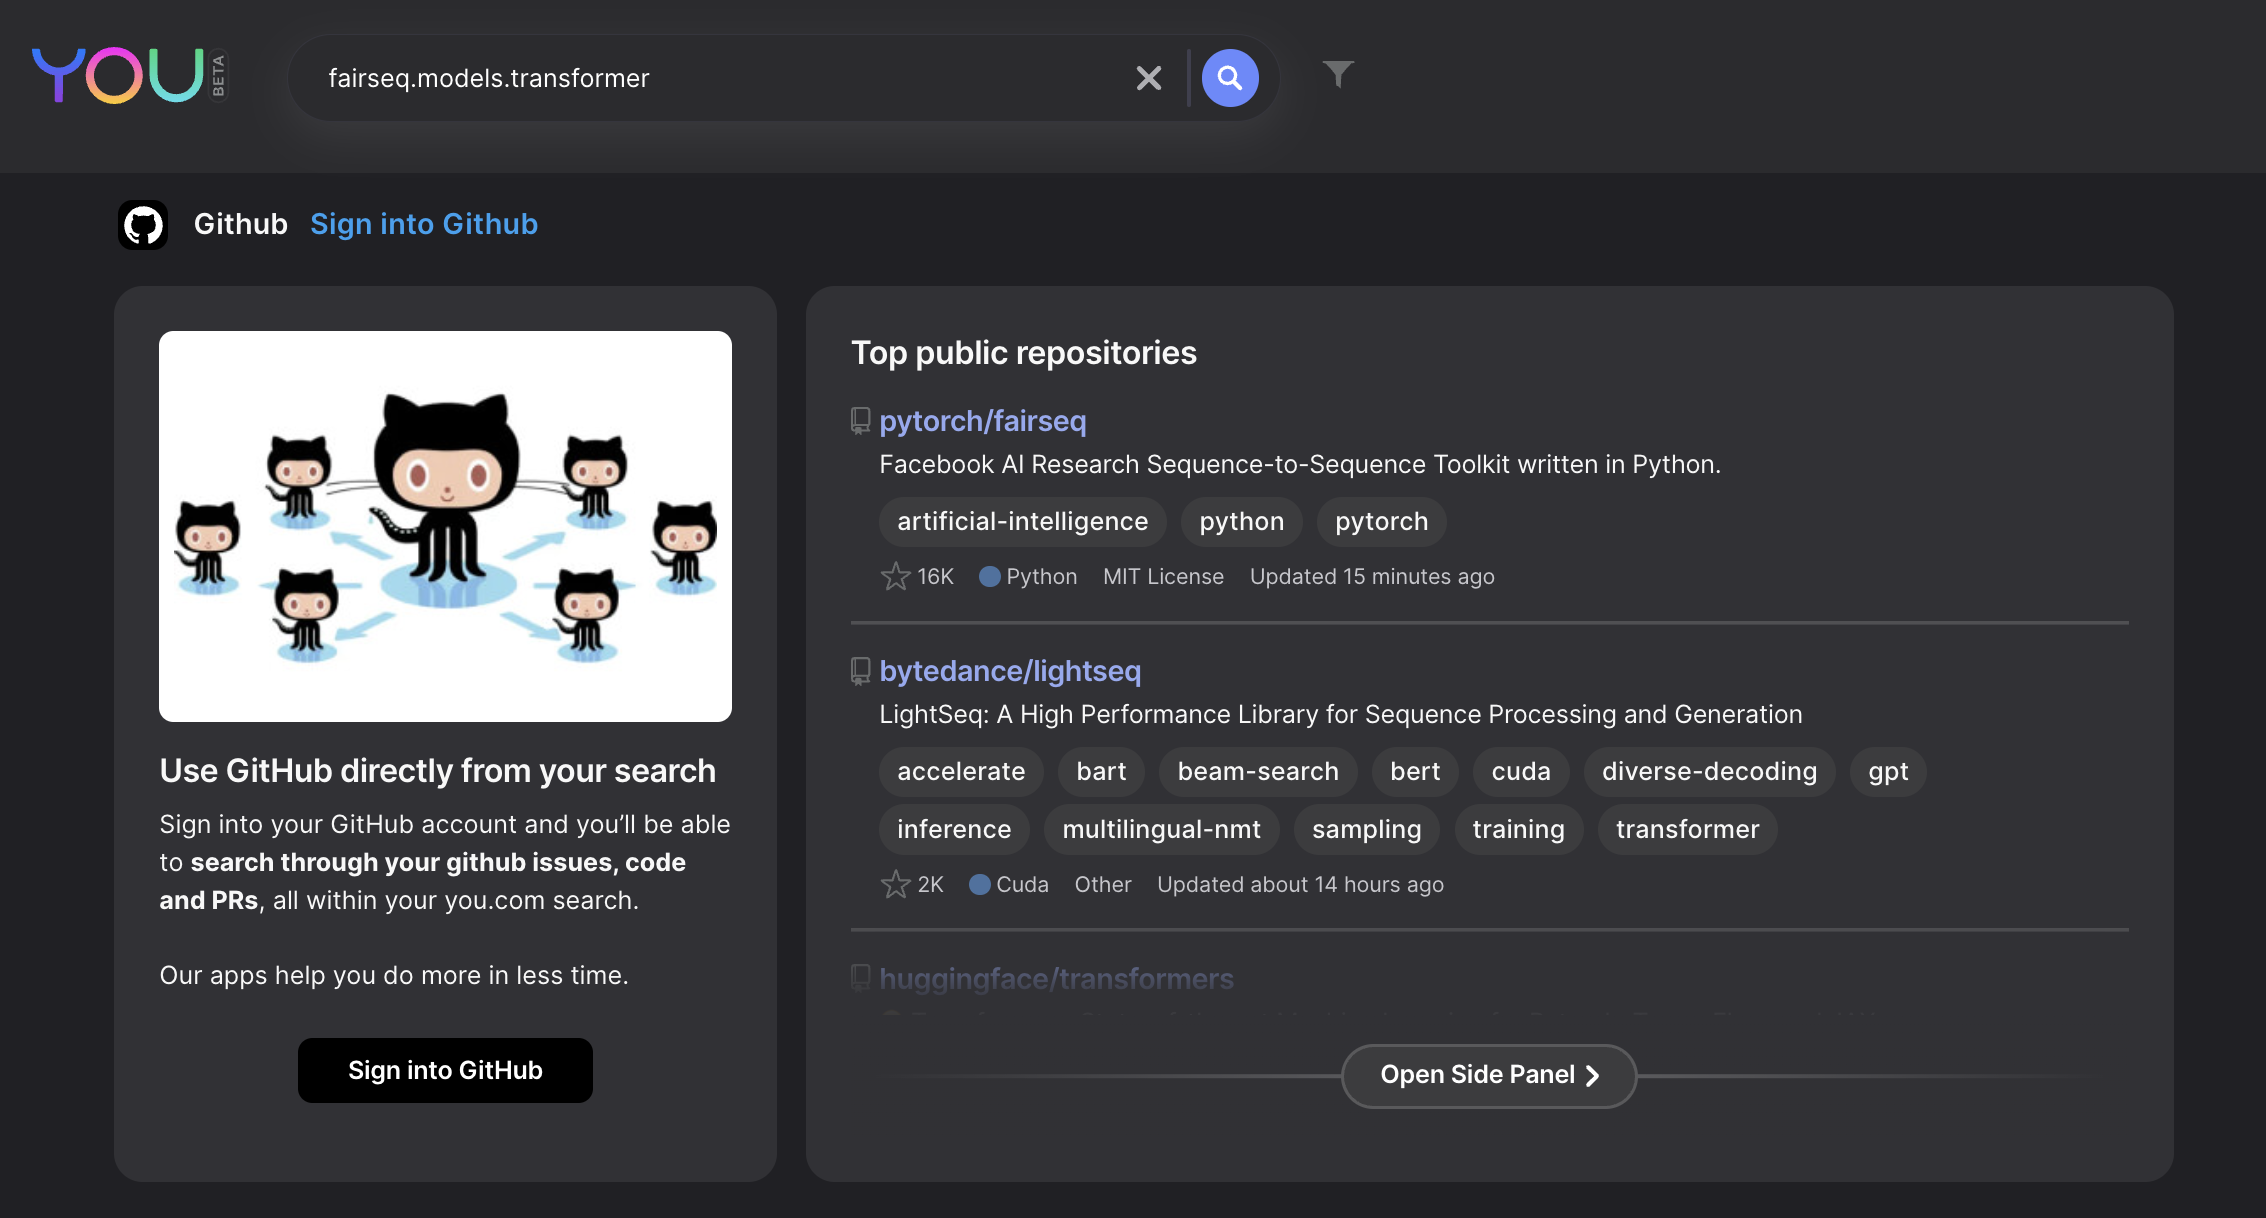 YOU BETA
fairseq.models.transformer
Github Sign into Github
Use GitHub directly from your search
Sign into your GitHub account and you’ll be able
to search through your github issues, code
and PRs, all within your you.com search.
Our apps help you do more in less time.
Sign into GitHub
Top public repositories
pytorch/fairseq
Facebook AI Research Sequence-to-Sequence Toolkit written in Python.
artificial-intelligence python pytorch
16K Python MIT License Updated 15 minutes ago
bytedance/lightseq
LightSeq: A High Performance Library for Sequence Processing and Generation
accelerate bart beam-search bert cuda diverse-decoding gpt
inference multilingual-nmt sampling training transformer
2K Cuda Other Updated about 14 hours ago
huggingface/transformers
Open Side Panel